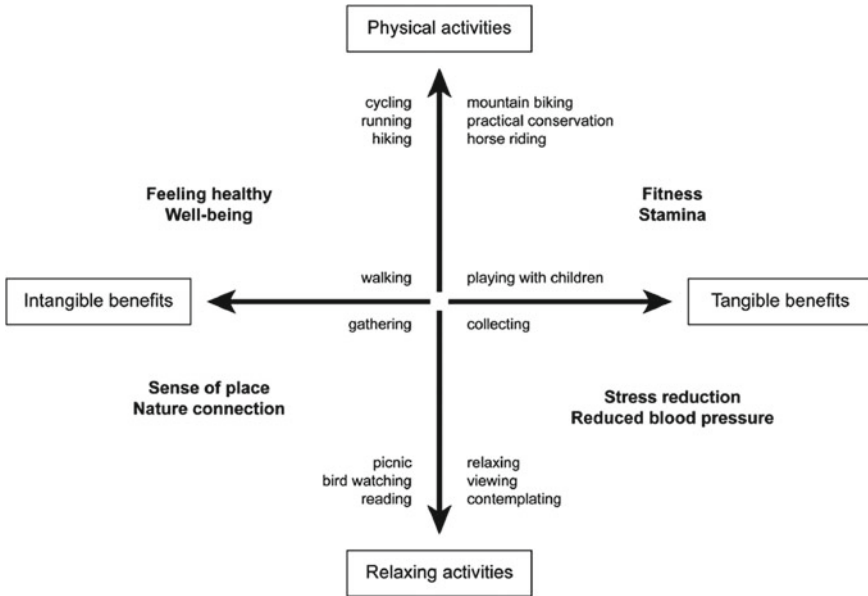 Physical activities
cycling
running
hiking
mountain biking
practical conservation
horse riding
Feeling healthy
Well-being
Fitness
Stamina
walking
playing with children
Intangible benefits
Tangible benefits
gathering
collecting
Sense of place
Nature connection
Stress reduction
Reduced blood pressure
picnic
bird watching
reading
relaxing
viewing
contemplating
Relaxing activities